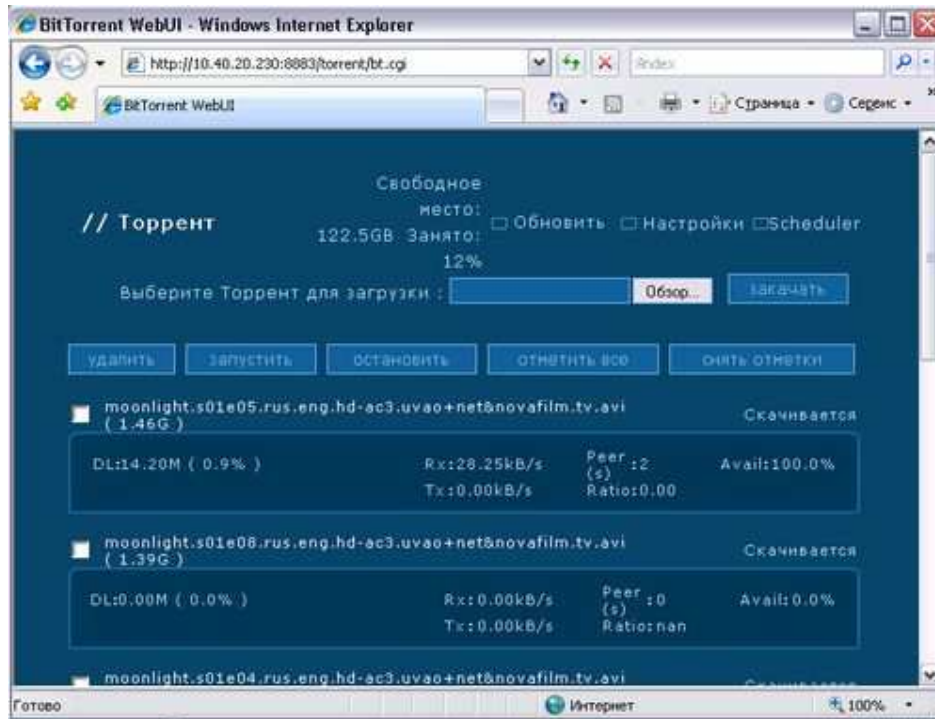 BitTorrent WebUI - Windows Internet Explorer
http://10.40.20.230:8883/torrent/bt.cgi
Яndex
BitTorrent WebUI
Страница
Сервис
Свободное
место:
122.5GB Занято:
12%
// Торрент
Обновить Настройки Scheduler
Выберите Торрент для загрузки :
Обзор...
закачать
удалить запустить остановить отметить все снять отметки
moonlight.s01e05.rus.eng.hd-ac3.uvao+net&novafilm.tv.avi
( 1.46G )
Скачивается
DL:14.20M ( 0.9% ) Rx:28.25kB/s Peer(s) :2 Avail:100.0%
Tx:0.00kB/s Ratio:0.00
moonlight.s01e08.rus.eng.hd-ac3.uvao+net&novafilm.tv.avi
( 1.39G )
Скачивается
DL:0.00M ( 0.0% ) Rx:0.00kB/s Peer(s) :0 Avail:0.0%
Tx:0.00kB/s Ratio:nan
moonlight.s01e04.rus.eng.hd-ac3.uvao+net&novafilm.tv.avi
Скачивается
Готово Интернет 100%